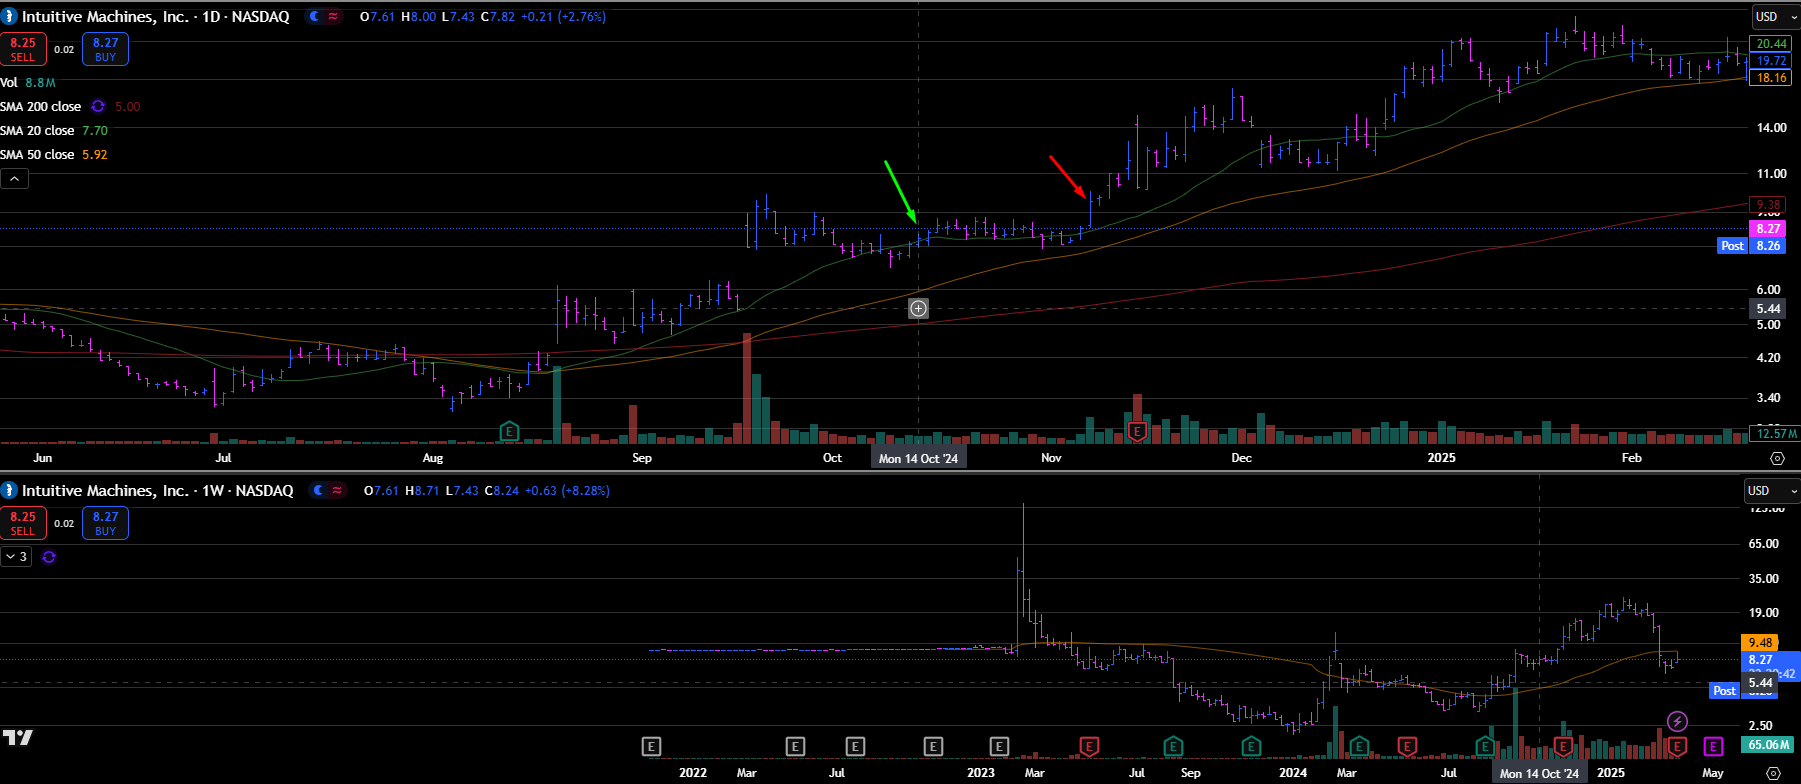 Intuitive Machines, Inc. · 1D · NASDAQ O7.61 H8.00 L7.43 C7.82 +0.21 (+2.76%)
USD
8.25 SELL 0.02 8.27 BUY
Vol 8.8M
SMA 200 close 5.00
SMA 20 close 7.70
SMA 50 close 5.92
20.44
19.72
18.16
14.00
11.00
9.38
8.27
Post 8.26
6.00
5.44
5.00
4.20
3.40
12.57M
E E
Jun Jul Aug Sep Oct Mon 14 Oct '24 Nov Dec 2025 Feb
Intuitive Machines, Inc. · 1W · NASDAQ O7.61 H8.71 L7.43 C8.24 +0.63 (+8.28%)
USD
8.25 SELL 0.02 8.27 BUY
3
65.00
35.00
19.00
9.48
8.27
5.44
Post
2.50
65.06M
E E E E E E E E E E E E E E
2022 Mar Jul 2023 Mar Jul Sep 2024 Mar Jul Mon 14 Oct '24 2025 May